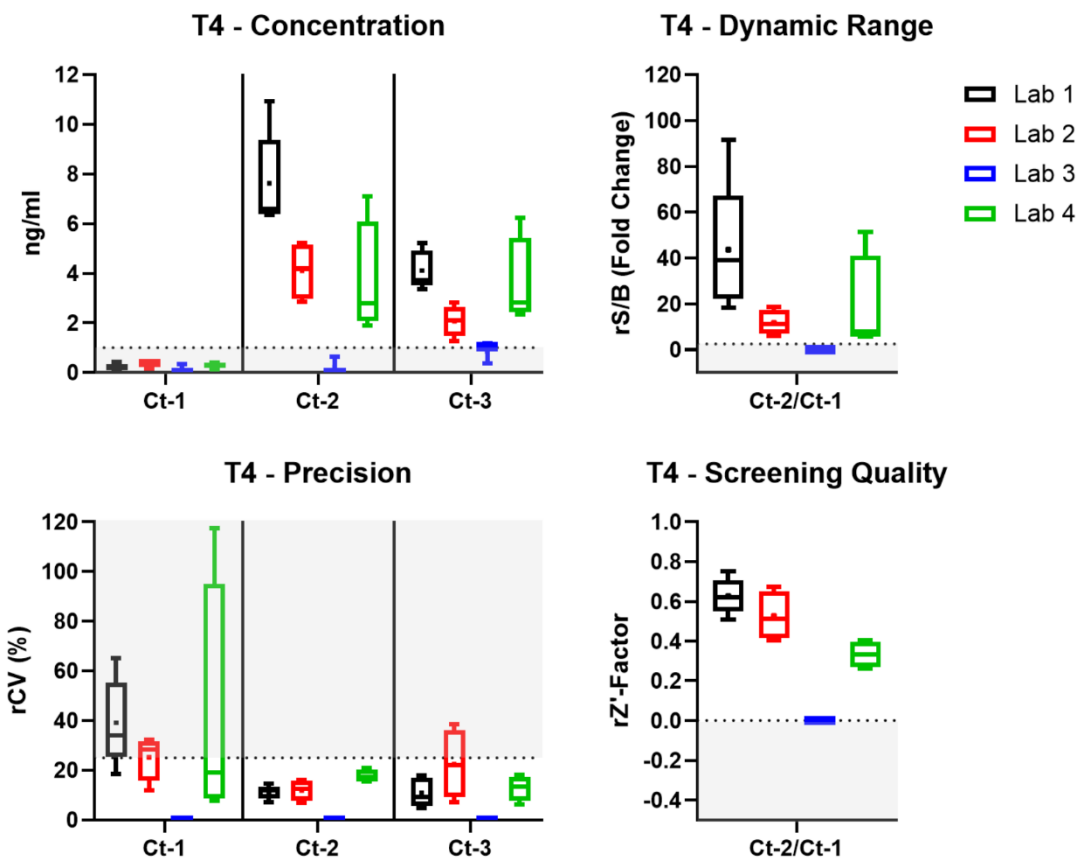 T4 - Concentration
ng/ml
12
10
8
6
4
2
0
Ct-1
Ct-2
Ct-3
T4 - Dynamic Range
rS/B (Fold Change)
120
100
80
60
40
20
0
Ct-2/Ct-1
Lab 1
Lab 2
Lab 3
Lab 4
T4 - Precision
rCV (%)
120
100
80
60
40
20
0
Ct-1
Ct-2
Ct-3
T4 - Screening Quality
rZ'-Factor
1.0
0.8
0.6
0.4
0.2
0.0
-0.2
-0.4
Ct-2/Ct-1